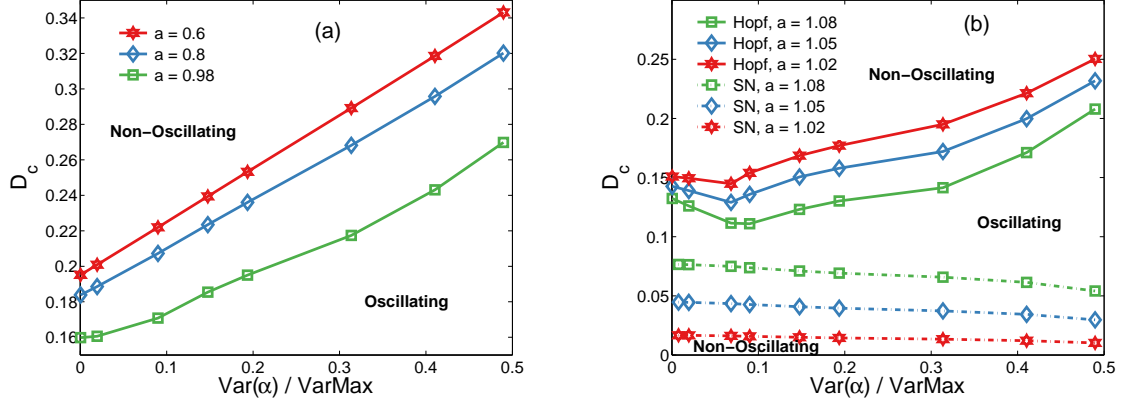 (a)
a = 0.6
a = 0.8
a = 0.98
Non−Oscillating
Oscillating
D_c
0.34
0.32
0.3
0.28
0.26
0.24
0.22
0.2
0.18
0.16
0
0.1
0.2
0.3
0.4
0.5
Var(α) / VarMax
(b)
Hopf, a = 1.08
Hopf, a = 1.05
Hopf, a = 1.02
SN, a = 1.08
SN, a = 1.05
SN, a = 1.02
Non−Oscillating
Oscillating
Non−Oscillating
D_c
0.25
0.2
0.15
0.1
0.05
0
0
0.1
0.2
0.3
0.4
0.5
Var(α) / VarMax